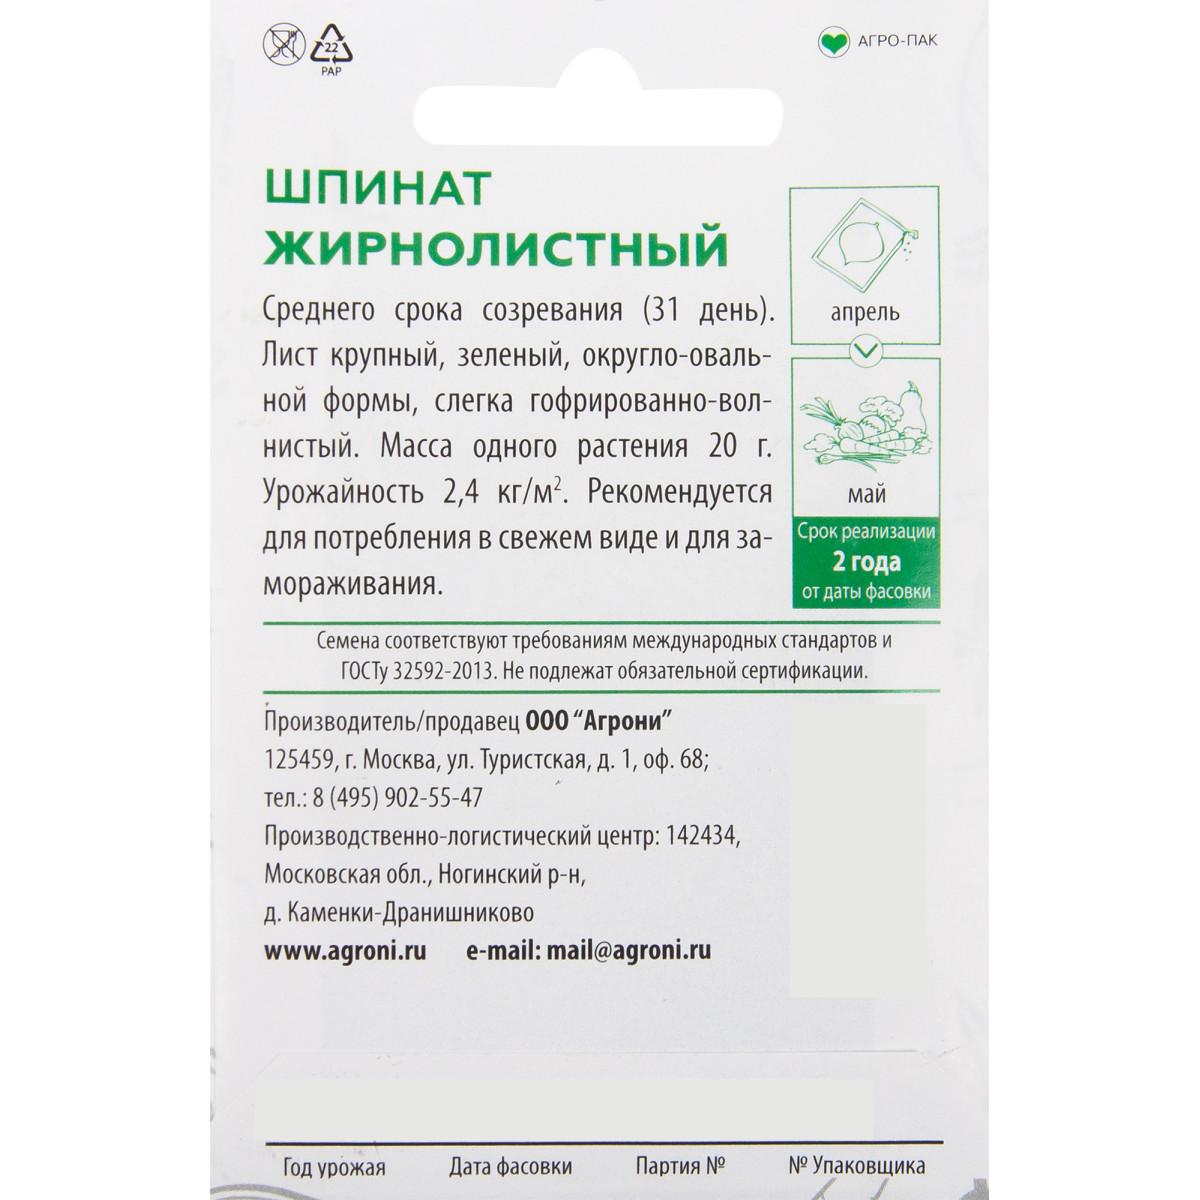 22
PAP
АГРО-ПАК
ШПИНАТ
ЖИРНОЛИСТНЫЙ
Среднего срока созревания (31 день).
Лист крупный, зеленый, округло-оваль-
ной формы, слегка гофрированно-вол-
нистый. Масса одного растения 20 г.
Урожайность 2,4 кг/м². Рекомендуется
для потребления в свежем виде и для за-
мораживания.
апрель
май
Срок реализации
2 года
от даты фасовки
Семена соответствуют требованиям международных стандартов и
ГОСТу 32592-2013. Не подлежат обязательной сертификации.
Производитель/продавец ООО “Агрони”
125459, г. Москва, ул. Туристская, д. 1, оф. 68;
тел.: 8 (495) 902-55-47
Производственно-логистический центр: 142434,
Московская обл., Ногинский р-н,
д. Каменки-Дранишниково
www.agroni.ru e-mail: mail@agroni.ru
Год урожая Дата фасовки Партия № № Упаковщика